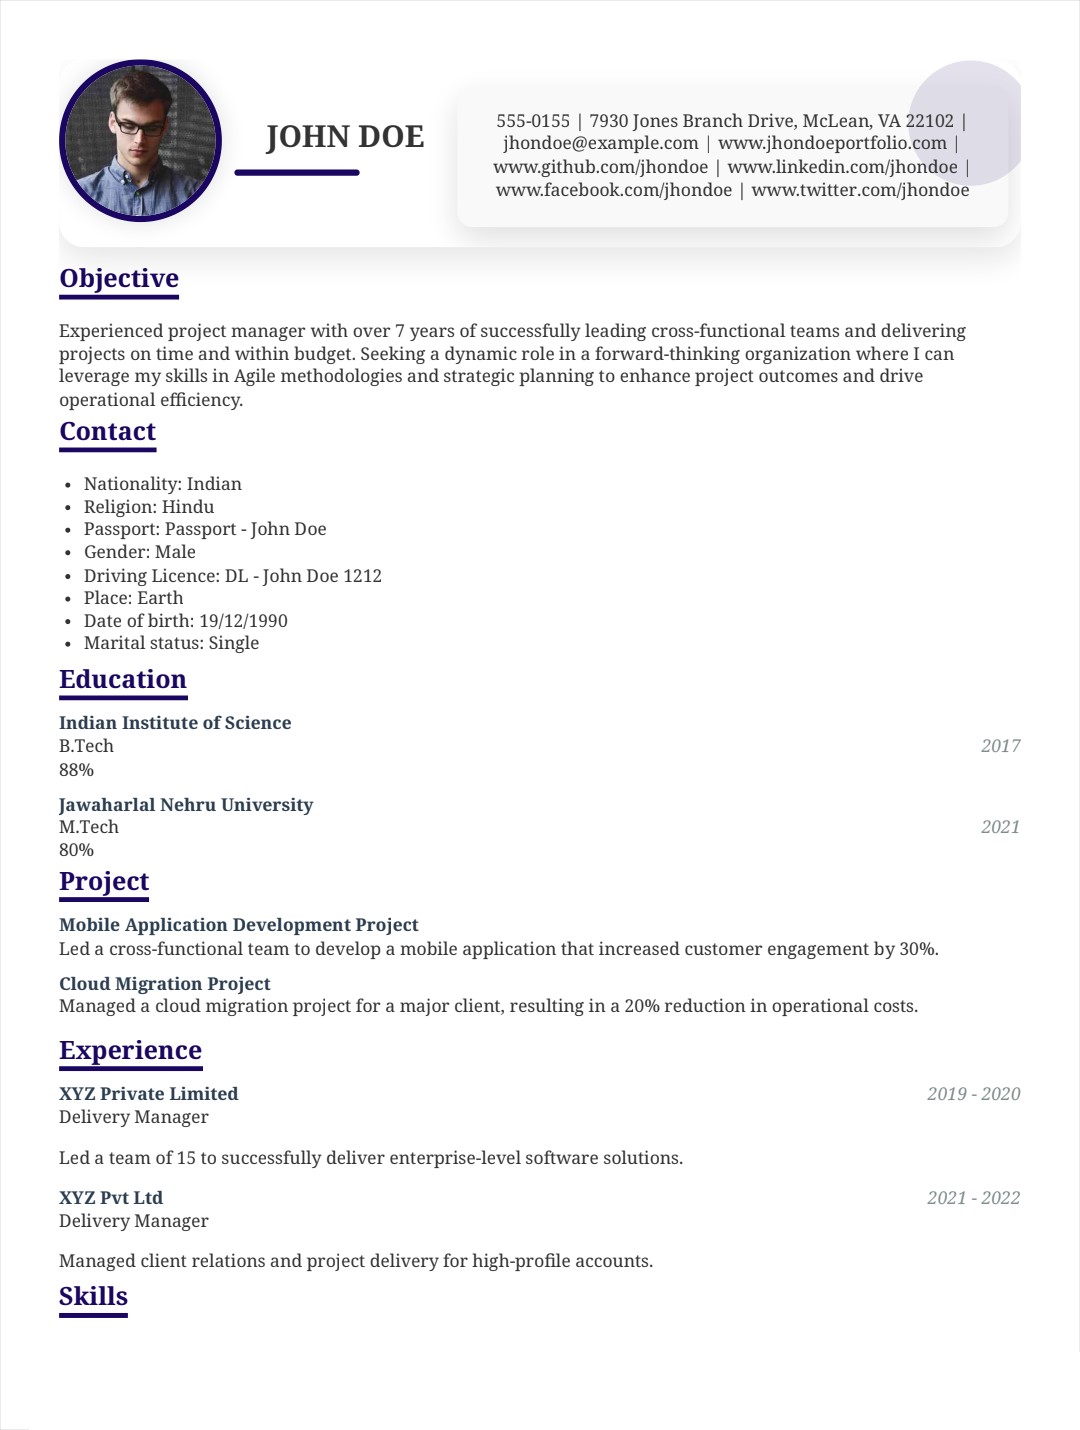 JOHN DOE
555-0155 | 7930 Jones Branch Drive, McLean, VA 22102 |
jhondoe@example.com | www.jhondoeportfolio.com |
www.github.com/jhondoe | www.linkedin.com/jhondoe |
www.facebook.com/jhondoe | www.twitter.com/jhondoe
Objective
Experienced project manager with over 7 years of successfully leading cross-functional teams and delivering
projects on time and within budget. Seeking a dynamic role in a forward-thinking organization where I can
leverage my skills in Agile methodologies and strategic planning to enhance project outcomes and drive
operational efficiency.
Contact
• Nationality: Indian
• Religion: Hindu
• Passport: Passport - John Doe
• Gender: Male
• Driving Licence: DL - John Doe 1212
• Place: Earth
• Date of birth: 19/12/1990
• Marital status: Single
Education
Indian Institute of Science
B.Tech 2017
88%
Jawaharlal Nehru University
M.Tech 2021
80%
Project
Mobile Application Development Project
Led a cross-functional team to develop a mobile application that increased customer engagement by 30%.
Cloud Migration Project
Managed a cloud migration project for a major client, resulting in a 20% reduction in operational costs.
Experience
XYZ Private Limited 2019 - 2020
Delivery Manager
Led a team of 15 to successfully deliver enterprise-level software solutions.
XYZ Pvt Ltd 2021 - 2022
Delivery Manager
Managed client relations and project delivery for high-profile accounts.
Skills